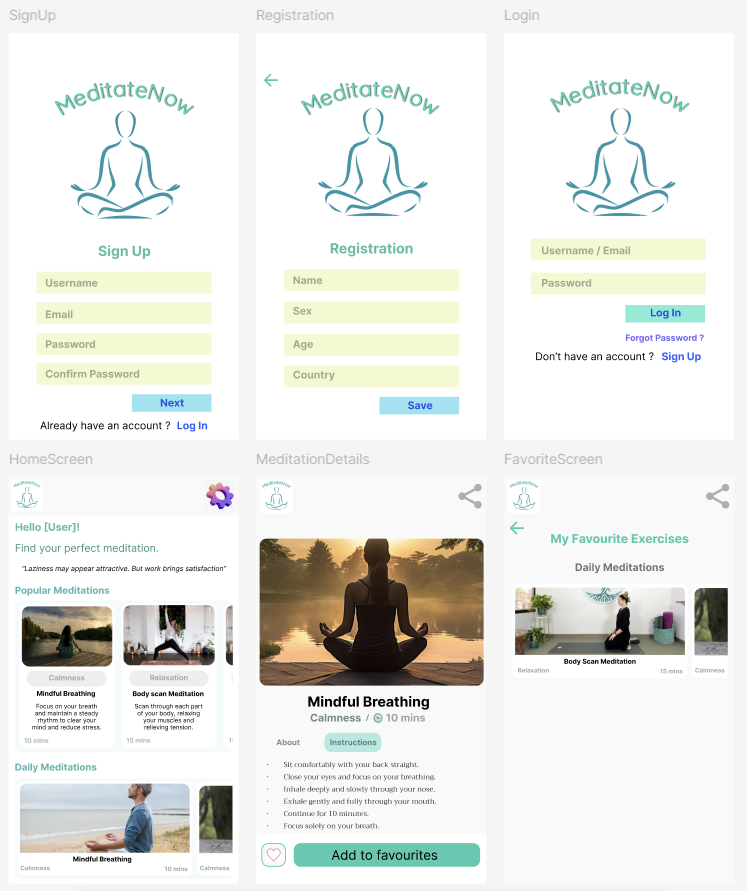 SignUp
MeditateNow
Sign Up
Username
Email
Password
Confirm Password
Next
Already have an account ? Log In
Registration
MeditateNow
Registration
Name
Sex
Age
Country
Save
Login
MeditateNow
Username / Email
Password
Log In
Forgot Password ?
Don't have an account ? Sign Up
HomeScreen
MeditateNow
Hello [User]!
Find your perfect meditation.
"Laziness may appear attractive. But work brings satisfaction"
Popular Meditations
Calmness
Mindful Breathing
Focus on your breath
and maintain a steady
rhythm to clear your
mind and reduce stress.
10 mins
Relaxation
Body scan Meditation
Scan through each part
of your body, relaxing
your muscles and
relieving tension.
15 mins
1
Daily Meditations
Mindful Breathing
Calmness
10 mins
Calmness
MeditationDetails
MeditateNow
Mindful Breathing
Calmness / 10 mins
About
Instructions
· Sit comfortably with your back straight.
· Close your eyes and focus on your breathing.
· Inhale deeply and slowly through your nose.
· Exhale gently and fully through your mouth.
· Continue for 10 minutes.
· Focus solely on your breath.
Add to favourites
FavoriteScreen
MeditateNow
My Favourite Exercises
Daily Meditations
Body Scan Meditation
Relaxation
15 mins
Calmness